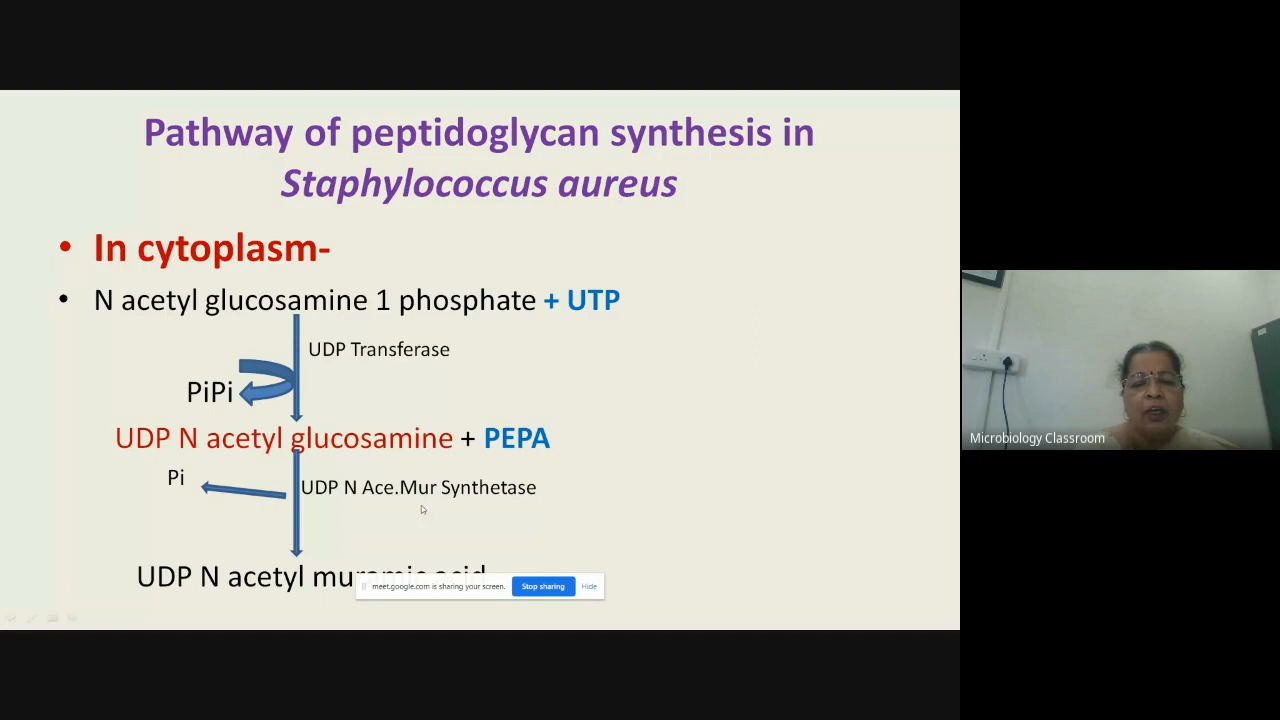 Pathway of peptidoglycan synthesis in
Staphylococcus aureus
• In cytoplasm-
• N acetyl glucosamine 1 phosphate + UTP
UDP Transferase
PiPi
UDP N acetyl glucosamine + PEPA
Pi
UDP N Ace.Mur Synthetase
UDP N acetyl muramic acid
meet.google.com is sharing your screen. Stop sharing Hide
Microbiology Classroom